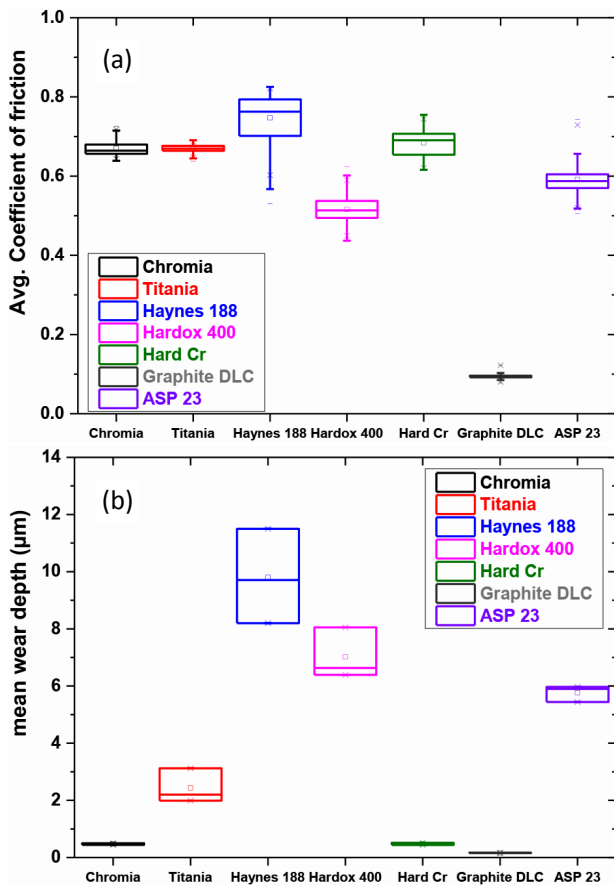 (a)
Avg. Coefficient of friction
1.0
0.8
0.6
0.4
0.2
0.0
Chromia
Titania
Haynes 188
Hardox 400
Hard Cr
Graphite DLC
ASP 23
Chromia Titania Haynes 188 Hardox 400 Hard Cr Graphite DLC ASP 23
(b)
mean wear depth (µm)
14
12
10
8
6
4
2
0
Chromia
Titania
Haynes 188
Hardox 400
Hard Cr
Graphite DLC
ASP 23
Chromia Titania Haynes 188 Hardox 400 Hard Cr Graphite DLC ASP 23